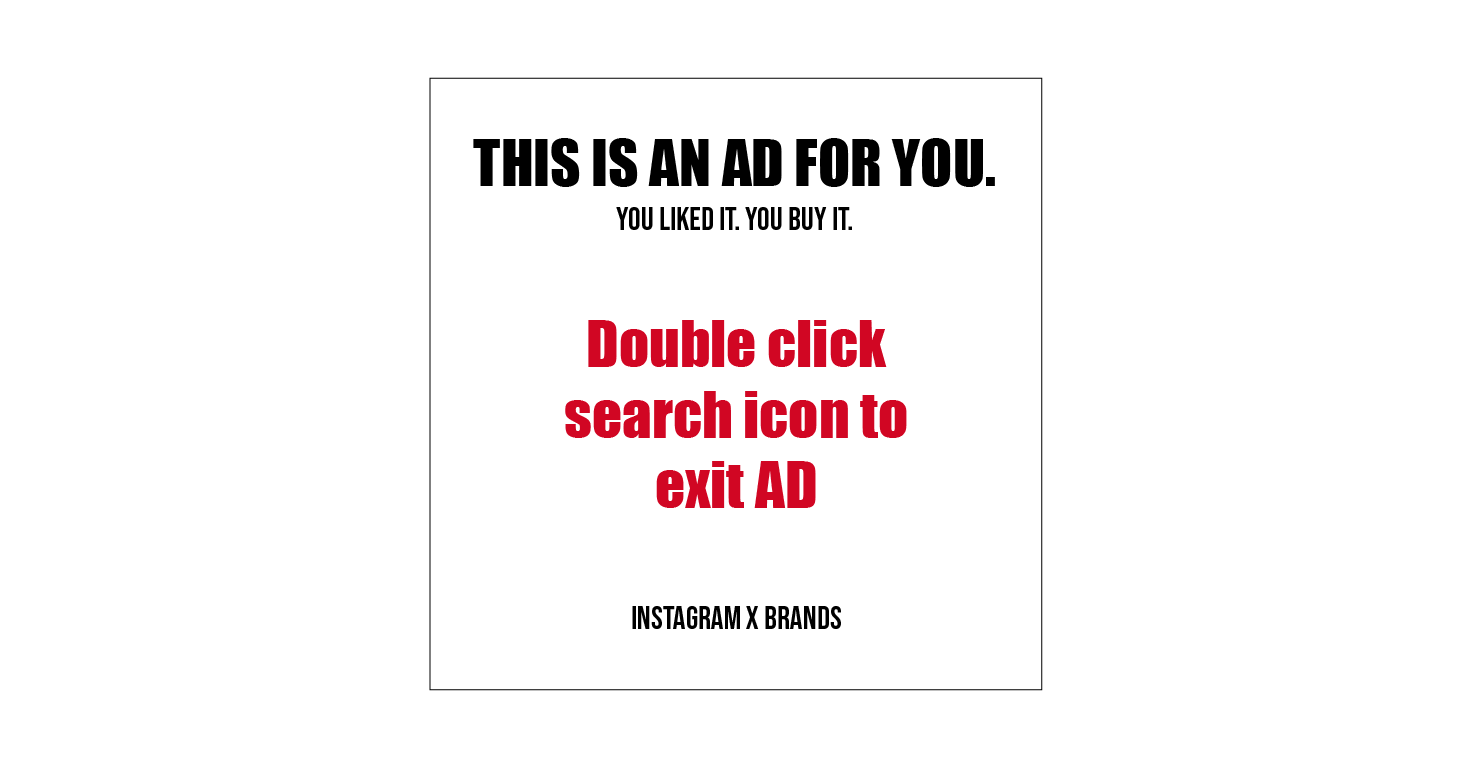 THIS IS AN AD FOR YOU.
YOU LIKED IT. YOU BUY IT.
Double click
search icon to
exit AD
INSTAGRAM X BRANDS